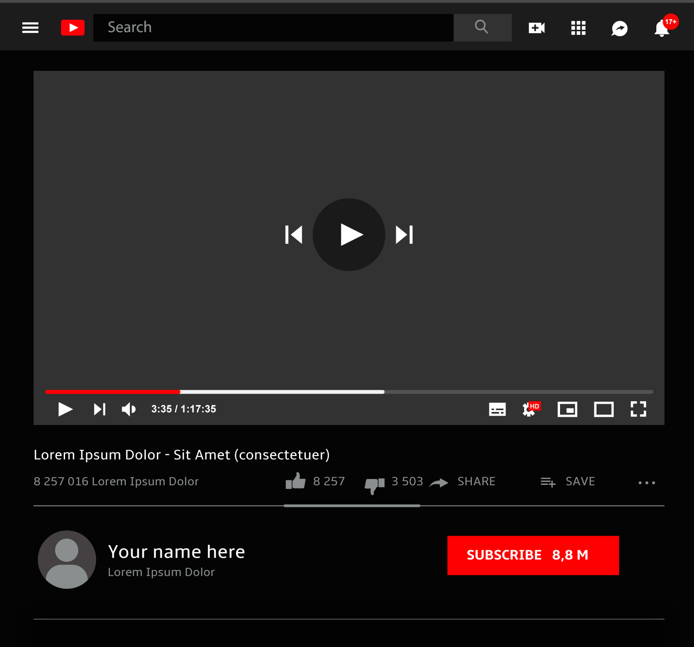 Search
17+
3:35 / 1:17:35
HD
Lorem Ipsum Dolor - Sit Amet (consectetuer)
8 257 016 Lorem Ipsum Dolor 8 257 3 503 SHARE SAVE
Your name here
Lorem Ipsum Dolor
SUBSCRIBE 8,8 M